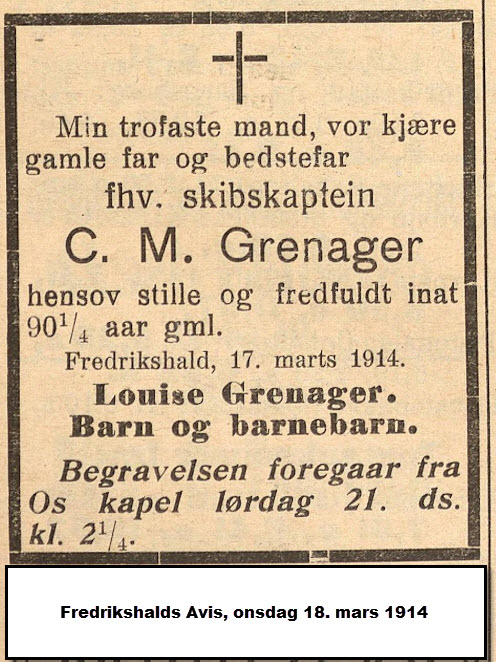 Min trofaste mand, vor kjære
gamle far og bedstefar
fhv. skibskaptein
C. M. Grenager
hensov stille og fredfuldt inat
90¹/₄ aar gml.
Fredrikshald, 17. marts 1914.
Louise Grenager.
Barn og barnebarn.
Begravelsen foregaar fra
Os kapel lørdag 21. ds.
kl. 2¹/₄.
Fredrikshalds Avis, onsdag 18. mars 1914